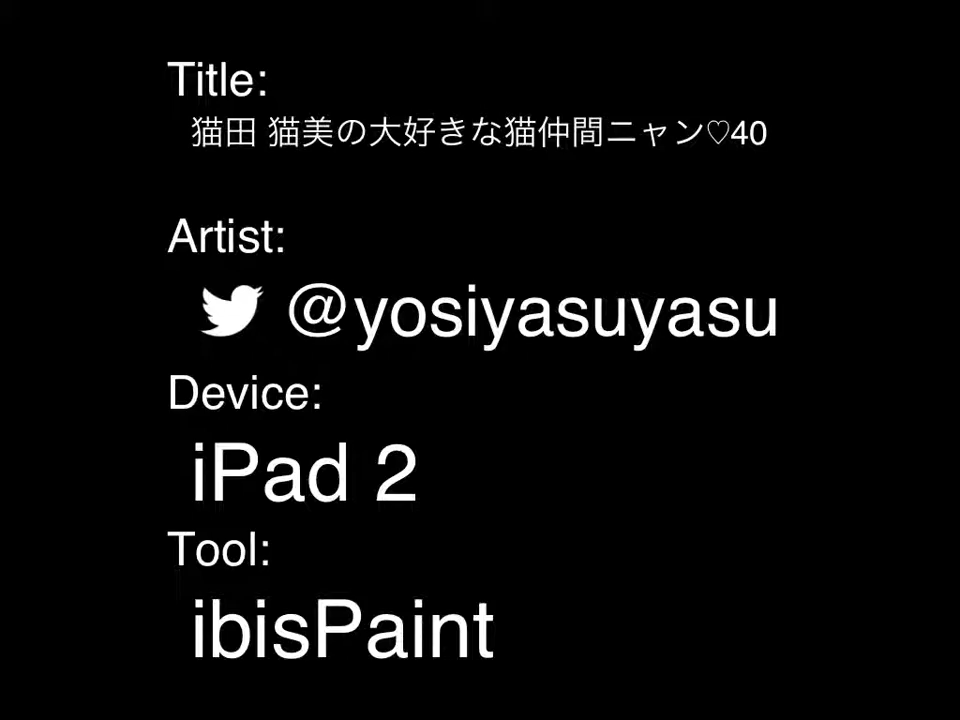 Title:
猫田 猫美の大好きな猫仲間ニャン♡40
Artist:
@yosiyasuyasu
Device:
iPad 2
Tool:
ibisPaint